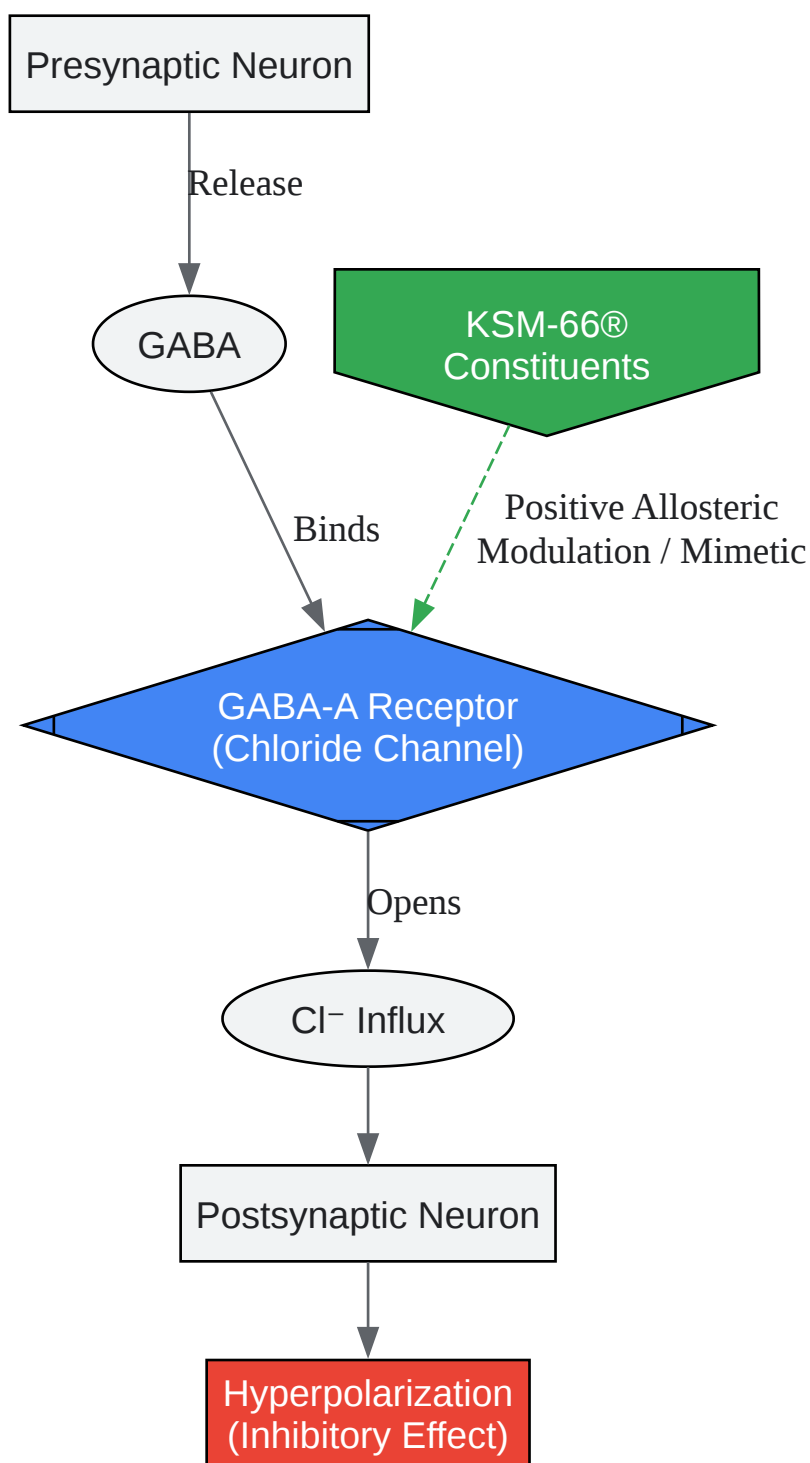 Presynaptic Neuron
Release
GABA
KSM-66®
Constituents
Binds
Positive Allosteric
Modulation / Mimetic
GABA-A Receptor
(Chloride Channel)
Opens
Cl⁻ Influx
Postsynaptic Neuron
Hyperpolarization
(Inhibitory Effect)